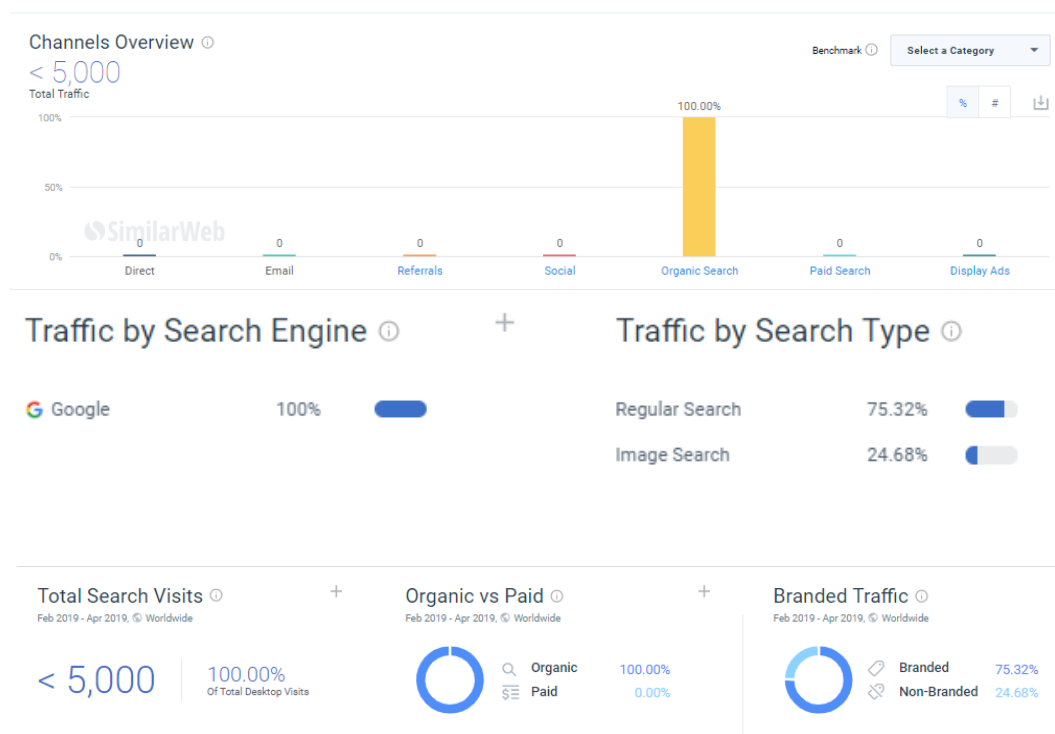 Channels Overview
< 5,000
Total Traffic
Benchmark Select a Category
% #
100.00%
100%
50%
SimilarWeb
0 0 0 0 0 0
0%
Direct Email Referrals Social Organic Search Paid Search Display Ads
Traffic by Search Engine +
Google 100%
Traffic by Search Type
Regular Search 75.32%
Image Search 24.68%
Total Search Visits +
Feb 2019 - Apr 2019, Worldwide
< 5,000
100.00%
Of Total Desktop Visits
Organic vs Paid +
Feb 2019 - Apr 2019, Worldwide
Organic 100.00%
Paid 0.00%
Branded Traffic
Feb 2019 - Apr 2019, Worldwide
Branded 75.32%
Non-Branded 24.68%